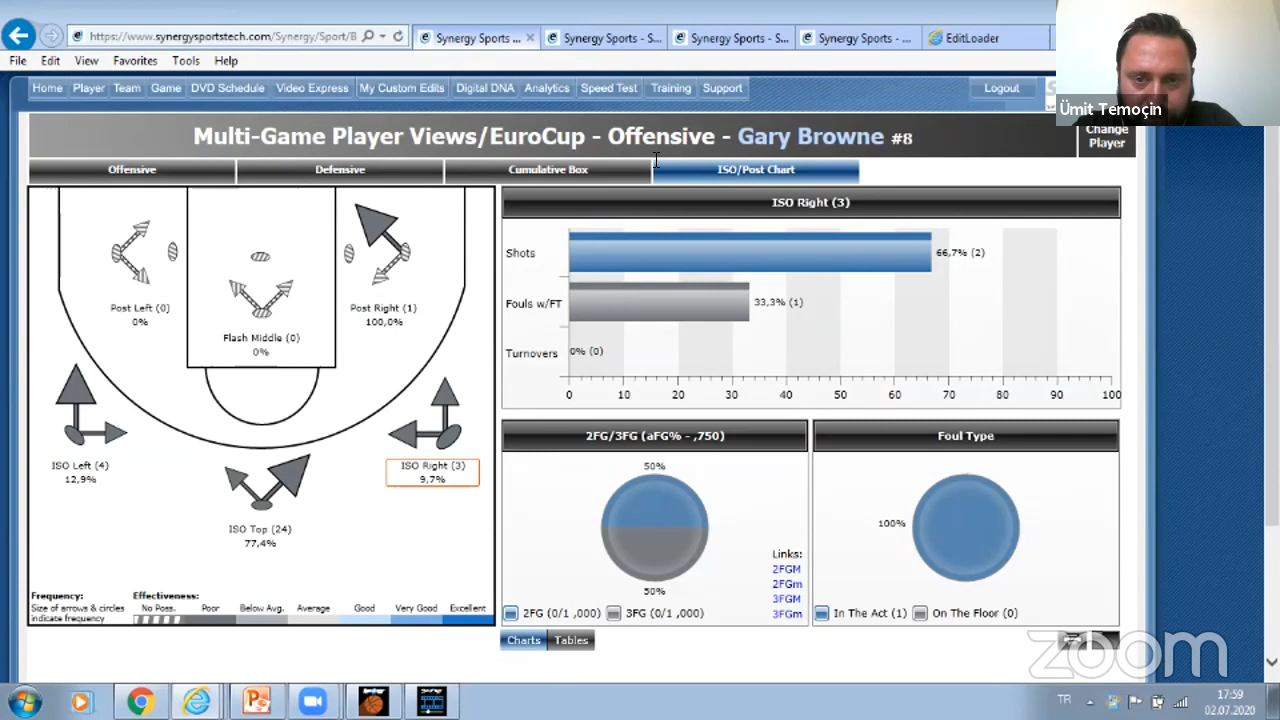 https://www.synergysportstech.com/Synergy/Sport/B
Synergy Sports ...
Synergy Sports - S...
Synergy Sports - S...
Synergy Sports - ...
EditLoader
File Edit View Favorites Tools Help
Ümit Temoçin
Home Player Team Game DVD Schedule Video Express My Custom Edits Digital DNA Analytics Speed Test Training Support Logout
Multi-Game Player Views/EuroCup - Offensive - Gary Browne #8
Change
Player
Offensive Defensive Cumulative Box ISO/Post Chart
ISO Right (3)
Shots 66,7% (2)
Fouls w/FT 33,3% (1)
Turnovers 0% (0)
0 10 20 30 40 50 60 70 80 90 100
Post Left (0)
0%
Flash Middle (0)
0%
Post Right (1)
100,0%
ISO Left (4)
12,9%
ISO Top (24)
77,4%
ISO Right (3)
9,7%
Frequency:
Size of arrows & circles
indicate frequency
Effectiveness:
No Poss. Poor Below Avg. Average Good Very Good Excellent
2FG/3FG (aFG% - ,750)
50%
50%
Links:
2FGM
2FGm
3FGM
3FGm
2FG (0/1 ,000) 3FG (0/1 ,000)
Foul Type
100%
In The Act (1) On The Floor (0)
Charts Tables
zoom
TR
17:59
02.07.2020